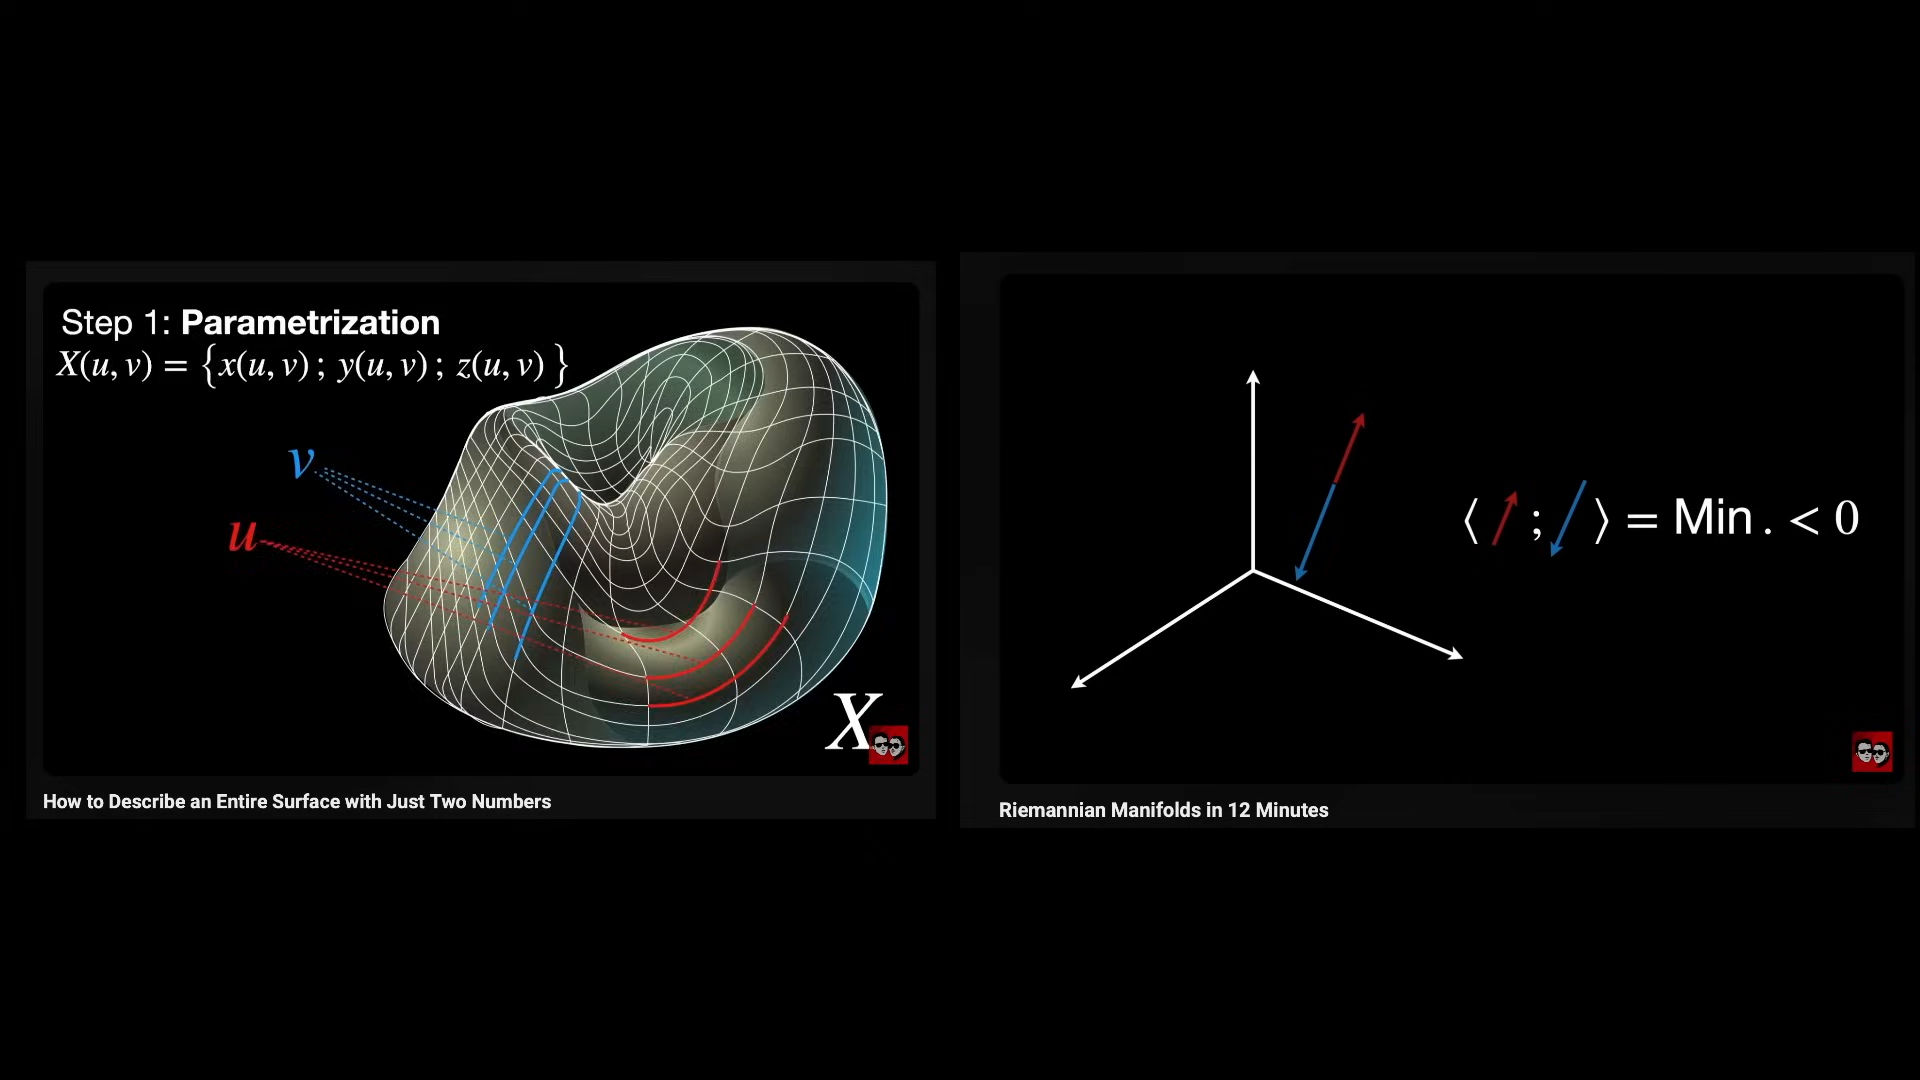 Step 1: Parametrization
X(u, v) = {x(u, v) ; y(u, v) ; z(u, v) }
v
u
X
How to Describe an Entire Surface with Just Two Numbers
⟨ ; ⟩ = Min . < 0
Riemannian Manifolds in 12 Minutes